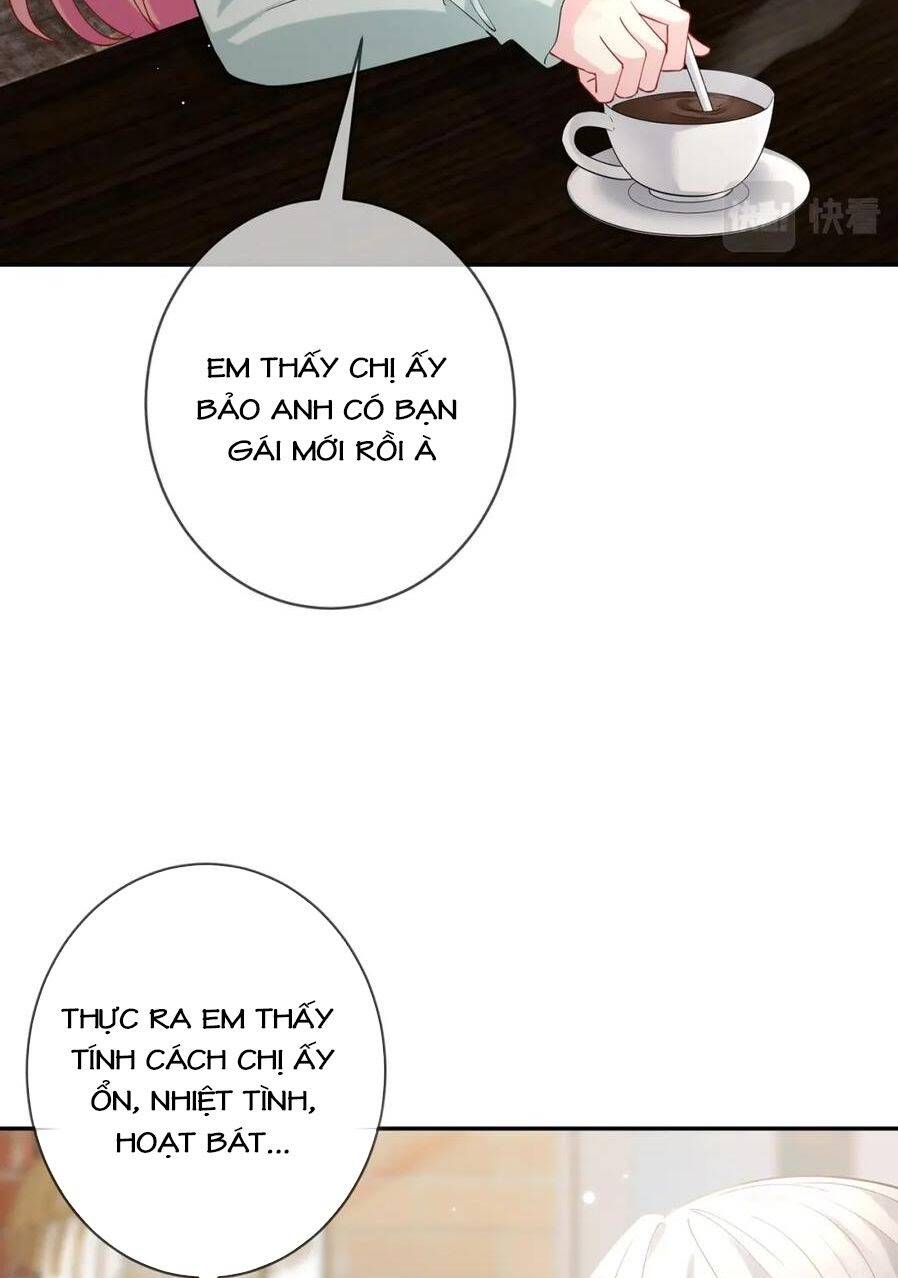 快看
EM THẤY CHỊ ẤY
BẢO ANH CÓ BẠN
GÁI MỚI RỒI À
THỰC RA EM THẤY
TÍNH CÁCH CHỊ ẤY
ỔN, NHIỆT TÌNH,
HOẠT BÁT...